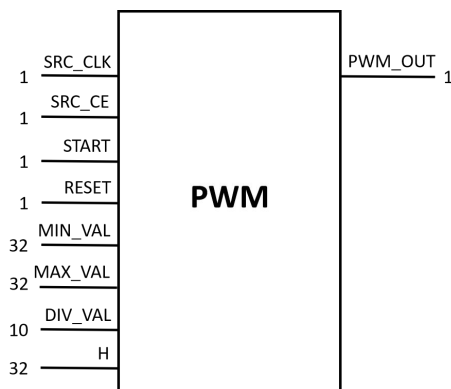 SRC_CLK
1
SRC_CE
1
START
1
RESET
1
MIN_VAL
32
MAX_VAL
32
DIV_VAL
10
H
32
PWM
PWM_OUT
1